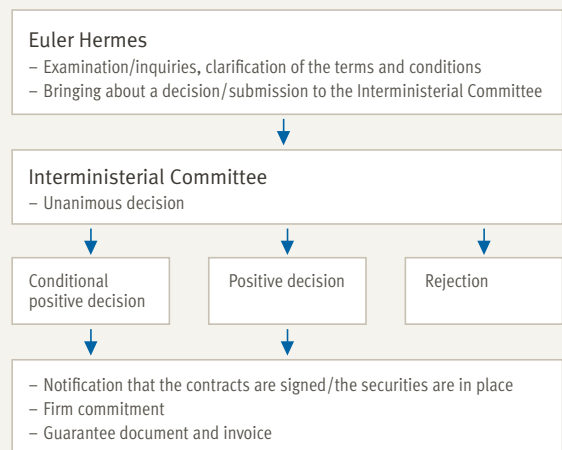 Euler Hermes
– Examination/inquiries, clarification of the terms and conditions
– Bringing about a decision/submission to the Interministerial Committee
Interministerial Committee
– Unanimous decision
Conditional
positive decision
Positive decision
Rejection
– Notification that the contracts are signed/the securities are in place
– Firm commitment
– Guarantee document and invoice